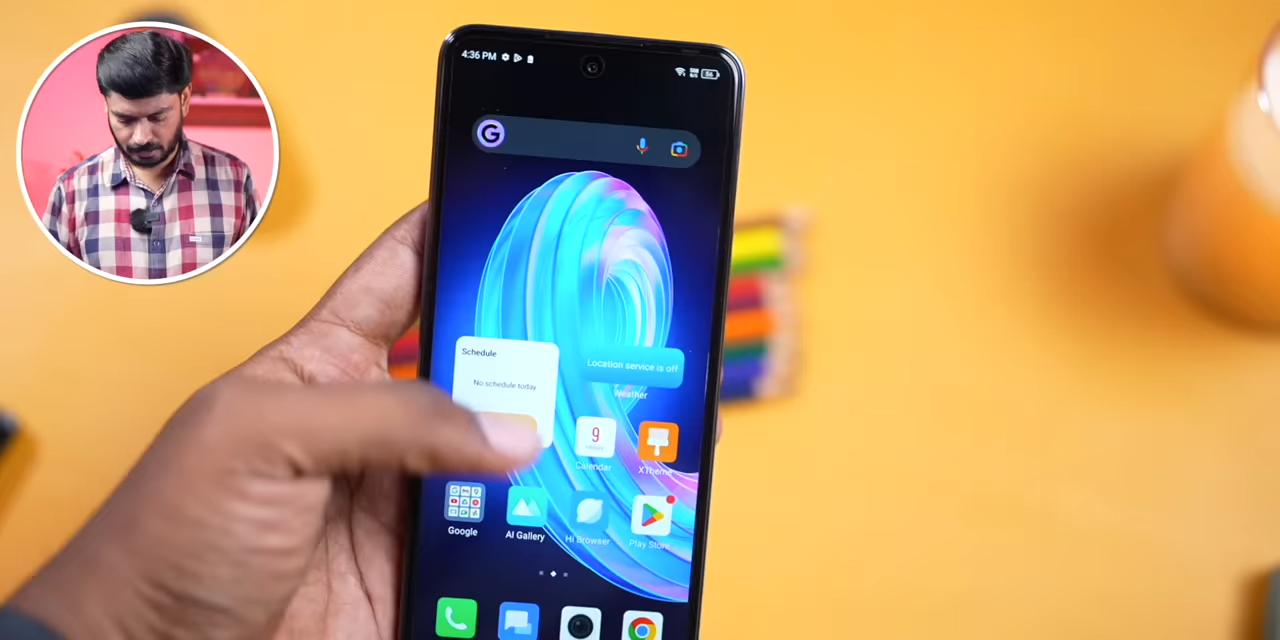 4:36 PM
56
G
Schedule
No schedule today
Location service is off
Weather
9
Calendar
XTheme
Google
AI Gallery
Hi Browser
Play Store